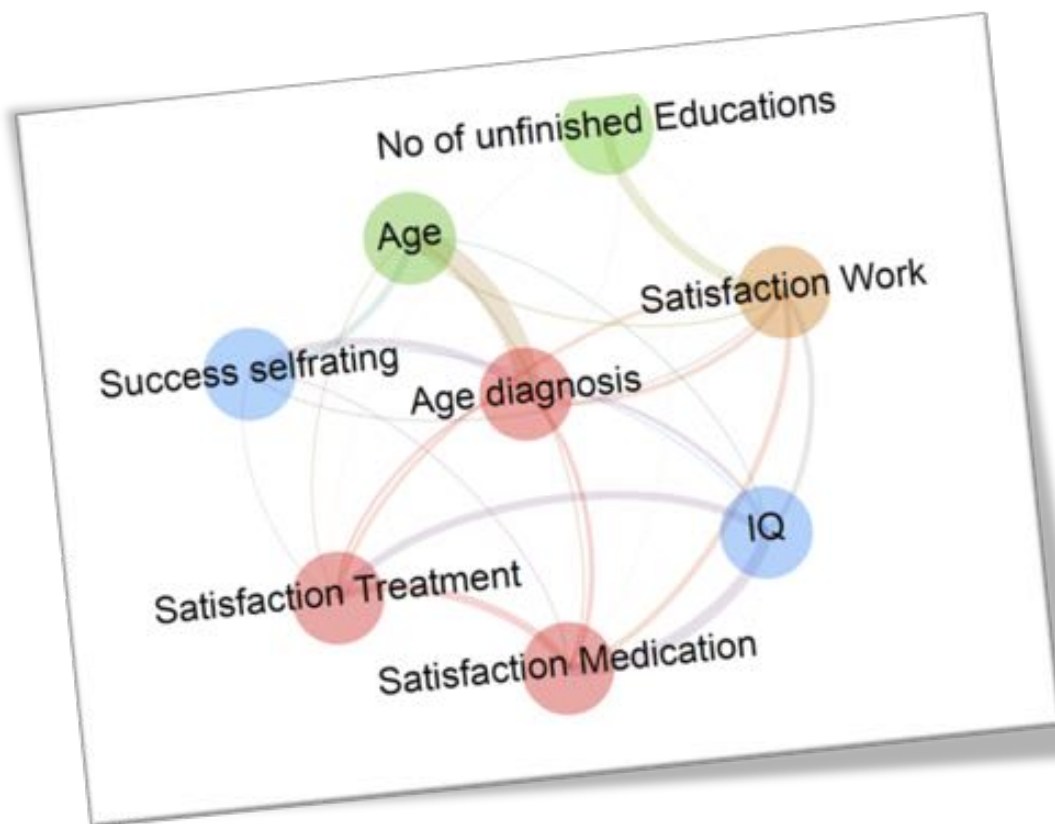 No of unfinished Educations
Age
Satisfaction Work
Success selfrating
Age diagnosis
IQ
Satisfaction Treatment
Satisfaction Medication